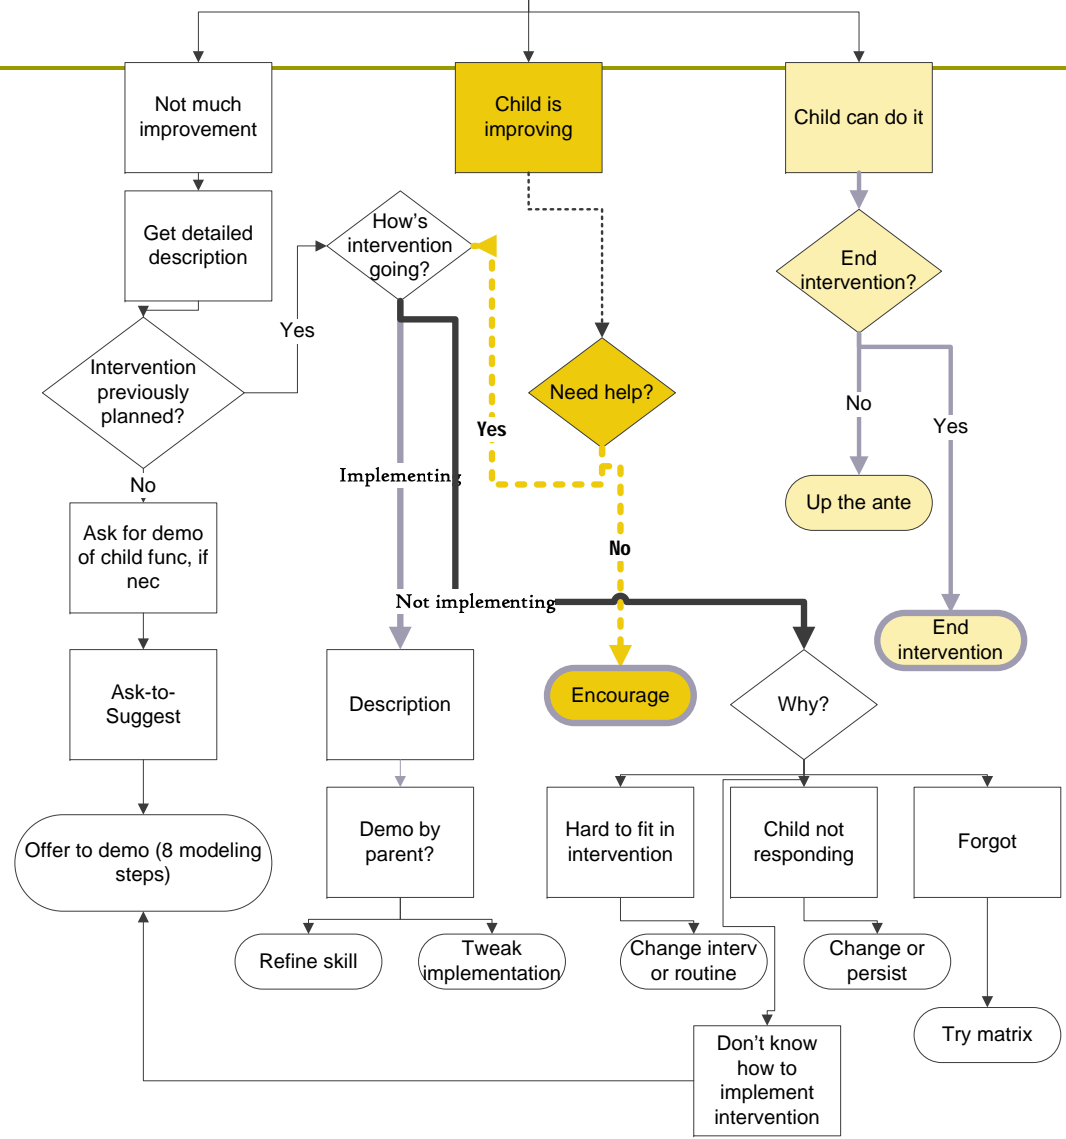 Not much
improvement
Child is
improving
Child can do it
Get detailed
description
How's
intervention
going?
End
intervention?
Yes
Intervention
previously
planned?
Need help?
No
Yes
Yes
Implementing
No
Up the ante
Ask for demo
of child func, if
nec
No
Not implementing
End
intervention
Ask-to-
Suggest
Description
Encourage
Why?
Offer to demo (8 modeling
steps)
Demo by
parent?
Hard to fit in
intervention
Child not
responding
Forgot
Refine skill
Tweak
implementation
Change interv
or routine
Change or
persist
Try matrix
Don't know
how to
implement
intervention